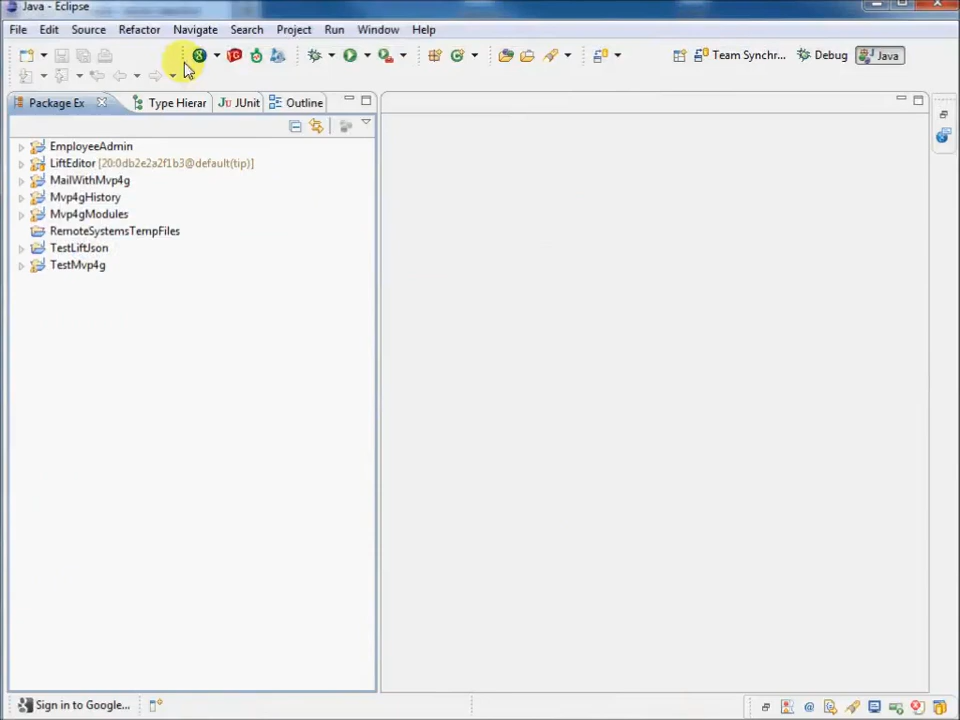 Java - Eclipse
File Edit Source Refactor Navigate Search Project Run Window Help
Team Synchr... Debug Java
Package Ex Type Hierar JUnit Outline
EmployeeAdmin
LiftEditor [20:0db2e2a2f1b3@default(tip)]
MailWithMvp4g
Mvp4gHistory
Mvp4gModules
RemoteSystemsTempFiles
TestLiftJson
TestMvp4g
Sign in to Google...